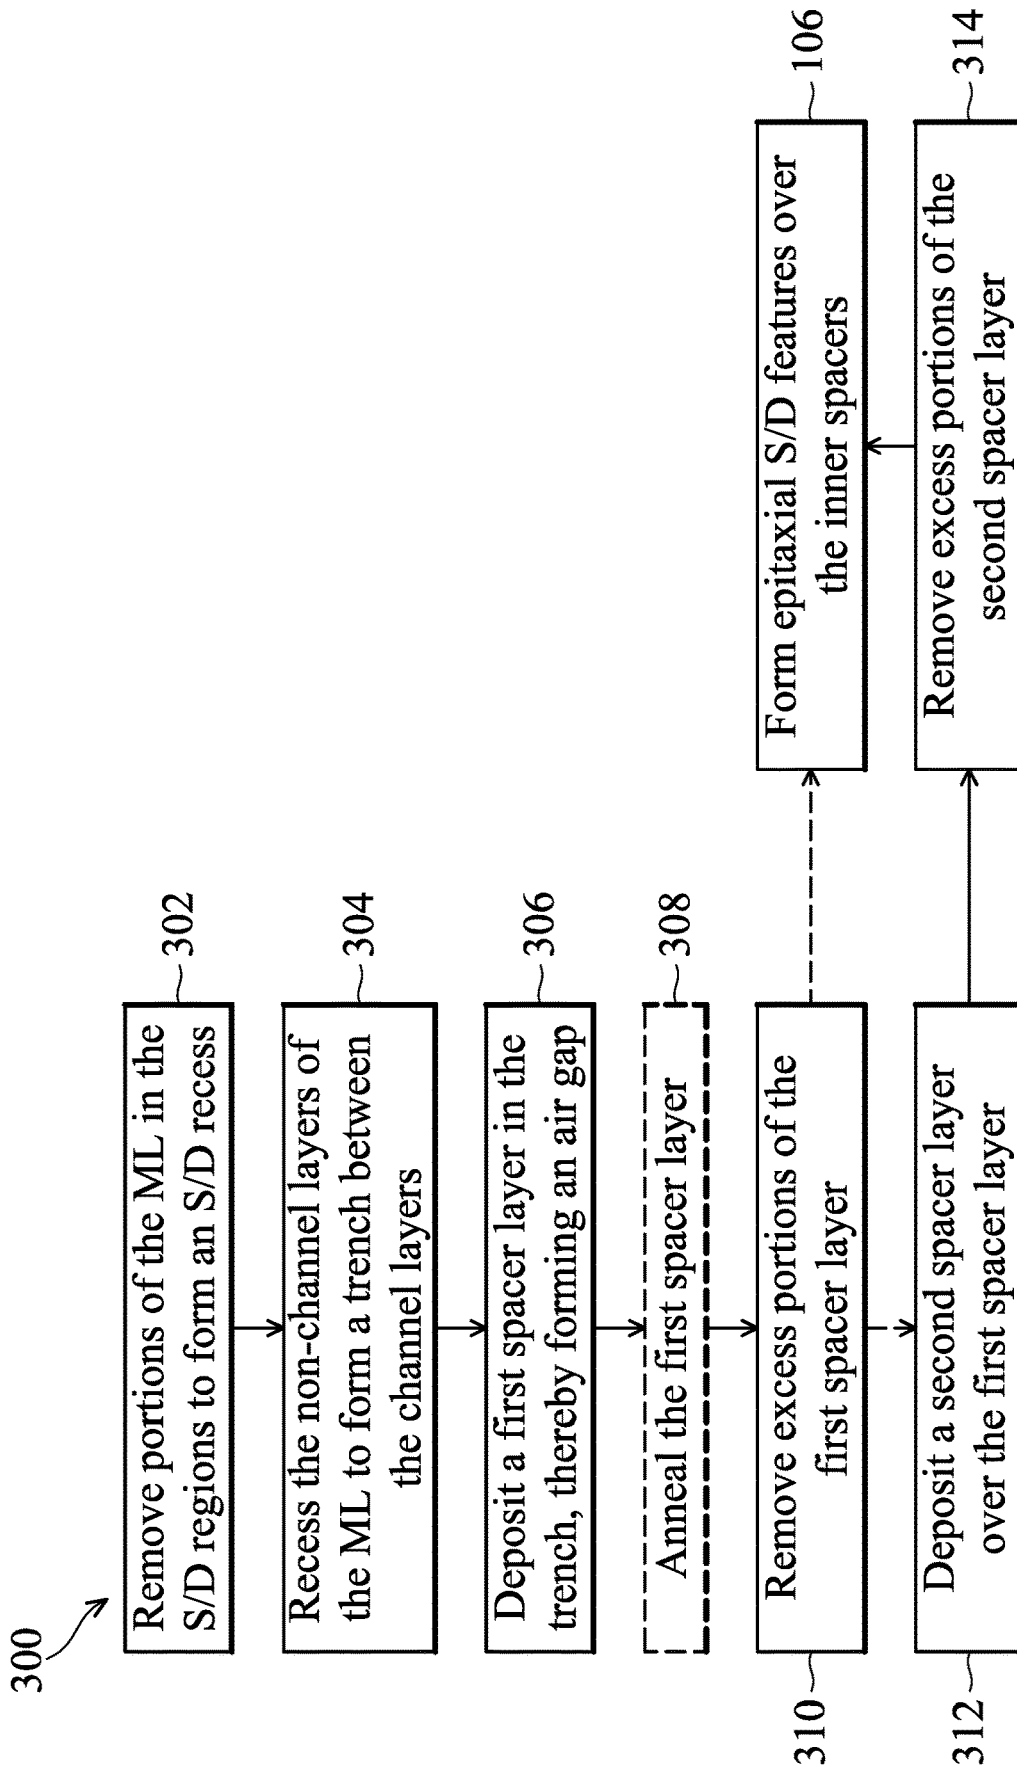 300
Remove portions of the ML in the
S/D regions to form an S/D recess
302
Recess the non-channel layers of
the ML to form a trench between
the channel layers
304
Deposit a first spacer layer in the
trench, thereby forming an air gap
306
Anneal the first spacer layer
308
Remove excess portions of the
first spacer layer
310
Deposit a second spacer layer
over the first spacer layer
312
Form epitaxial S/D features over
the inner spacers
106
Remove excess portions of the
second spacer layer
314